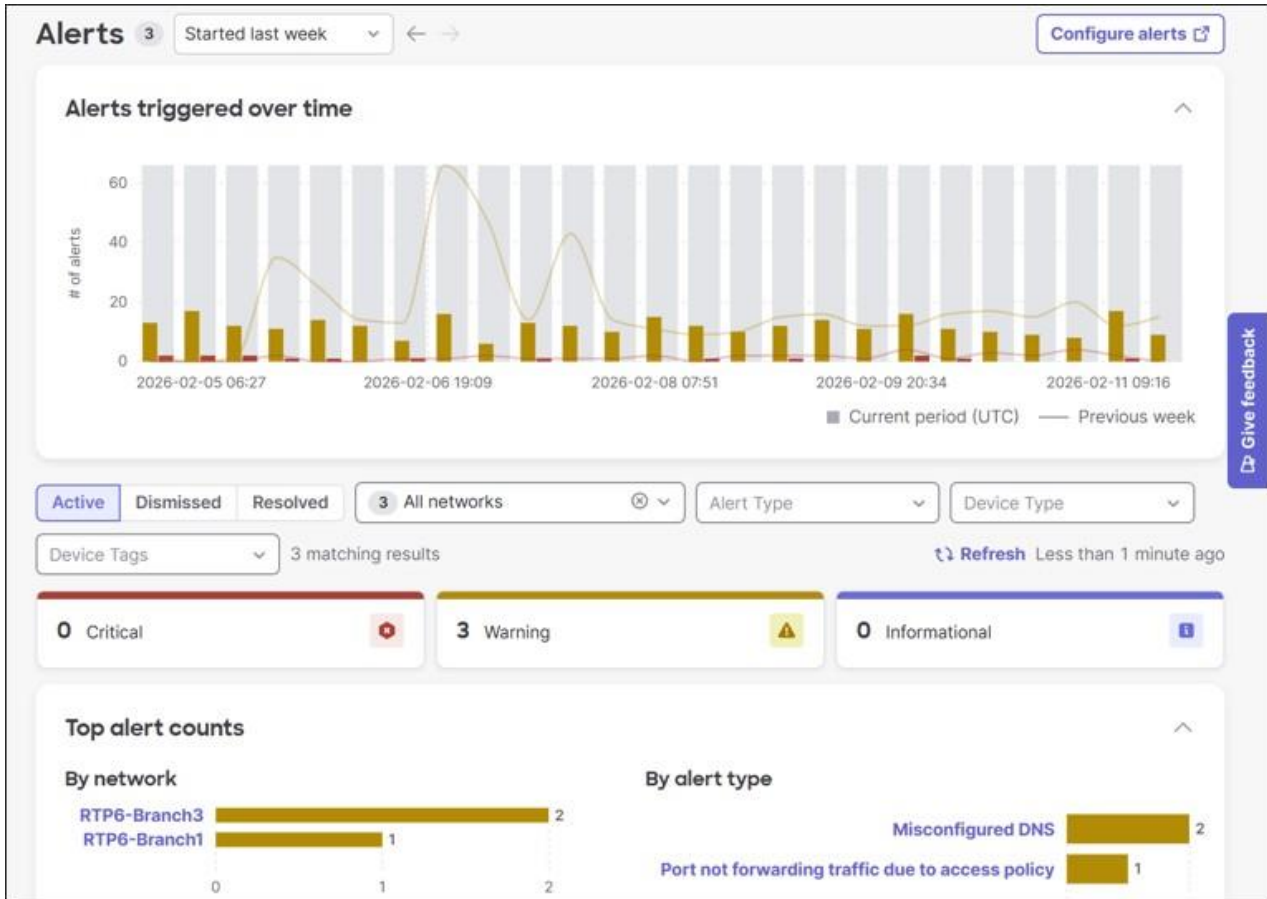 Alerts 3 Started last week Configure alerts
Alerts triggered over time
60
40
20
0
# of alerts
2026-02-05 06:27 2026-02-06 19:09 2026-02-08 07:51 2026-02-09 20:34 2026-02-11 09:16
Current period (UTC) Previous week
Give feedback
Active Dismissed Resolved 3 All networks Alert Type Device Type
Device Tags 3 matching results Refresh Less than 1 minute ago
0 Critical 3 Warning 0 Informational
Top alert counts
By network
RTP6-Branch3 2
RTP6-Branch1 1
0 1 2
By alert type
Misconfigured DNS 2
Port not forwarding traffic due to access policy 1